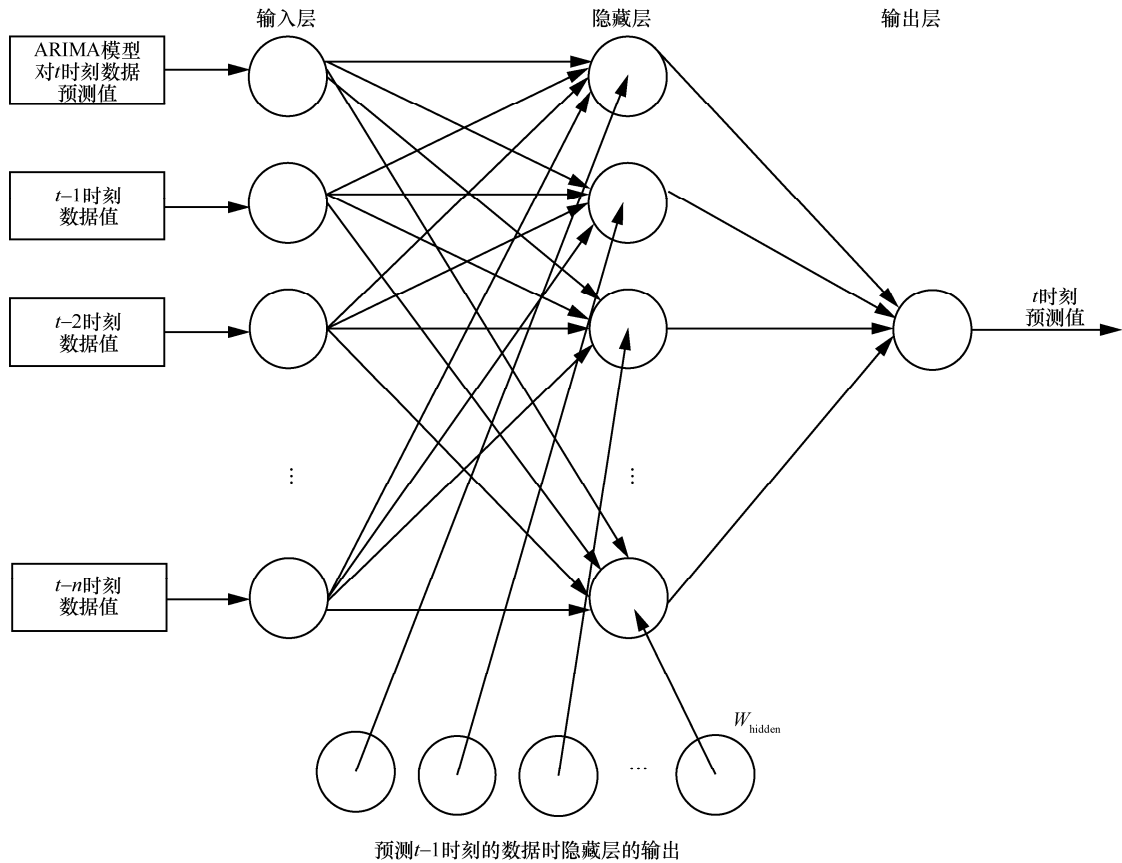 输入层
隐藏层
输出层
ARIMA模型
对t时刻数据
预测值
t–1时刻
数据值
t–2时刻
数据值
t时刻
预测值
⋮
⋮
t–n时刻
数据值
W hidden
…
预测t–1时刻的数据时隐藏层的输出